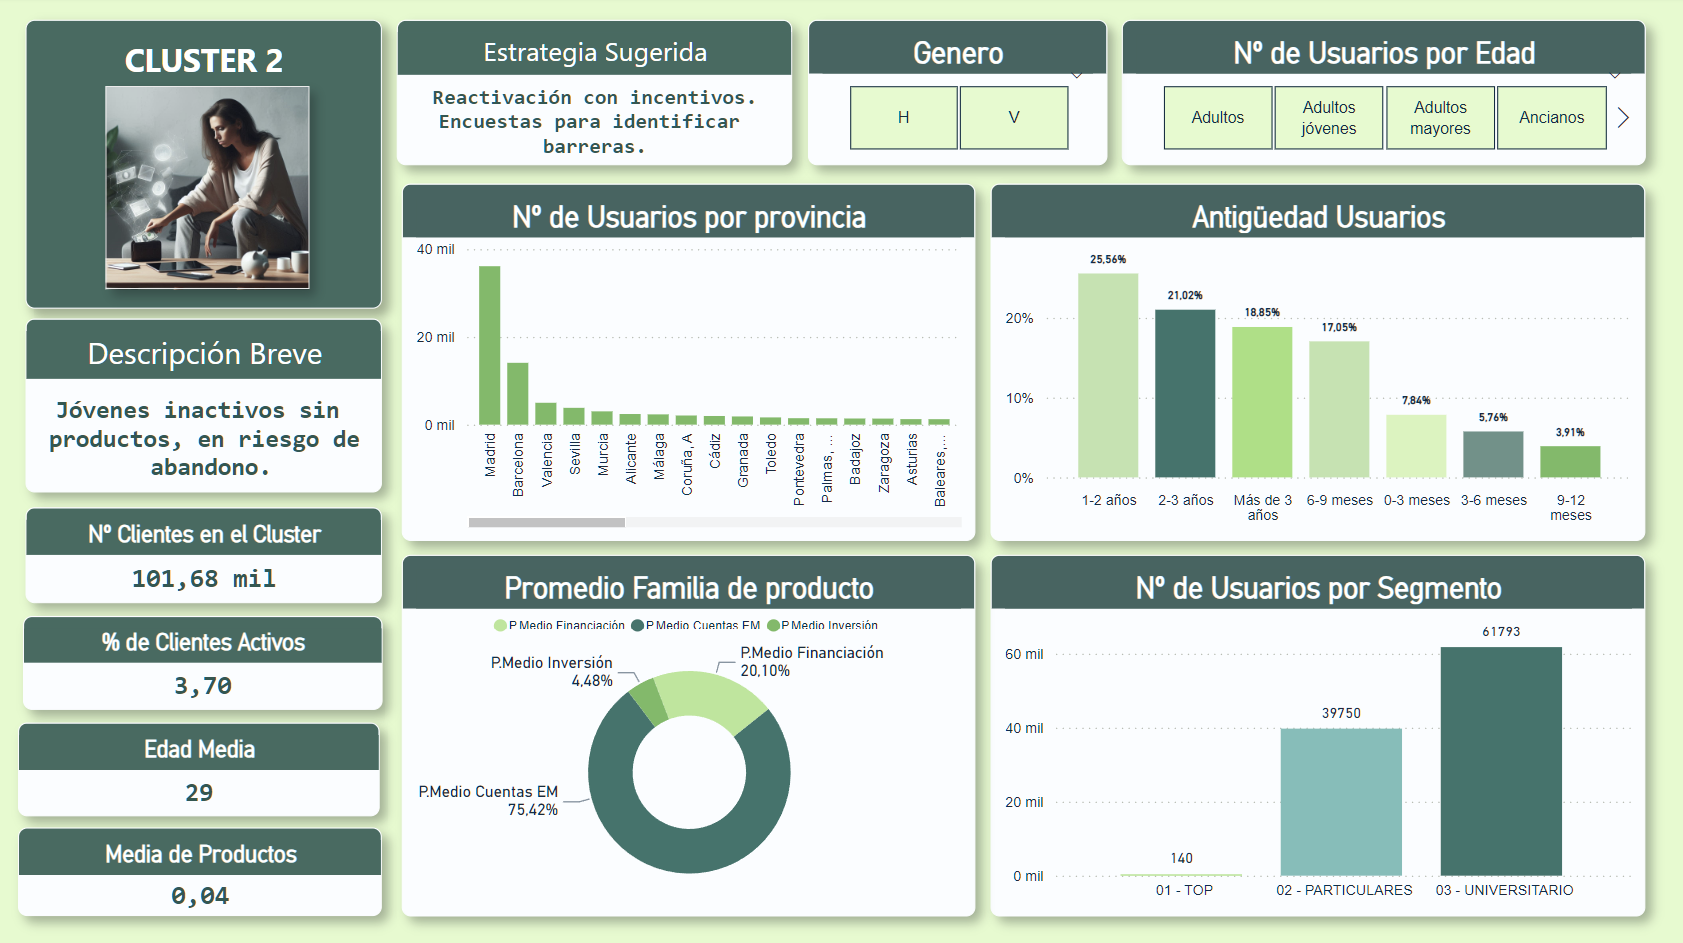 CLUSTER 2
Descripción Breve
Jóvenes inactivos sin
productos, en riesgo de
abandono.
Nº Clientes en el Cluster
101,68 mil
% de Clientes Activos
3,70
Edad Media
29
Media de Productos
0,04
Estrategia Sugerida
Reactivación con incentivos.
Encuestas para identificar
barreras.
Genero
H
V
Nº de Usuarios por Edad
Adultos
Adultos
jóvenes
Adultos
mayores
Ancianos
Nº de Usuarios por provincia
40 mil
20 mil
0 mil
Madrid
Barcelona
Valencia
Sevilla
Murcia
Alicante
Málaga
Coruña, A
Cádiz
Granada
Toledo
Pontevedra
Palmas, ...
Badajoz
Zaragoza
Asturias
Baleares,...
Antigüedad Usuarios
20%
10%
0%
25,56%
21,02%
18,85%
17,05%
7,84%
5,76%
3,91%
1-2 años
2-3 años
Más de 3
años
6-9 meses
0-3 meses
3-6 meses
9-12
meses
Promedio Familia de producto
P.Medio Financiación
P.Medio Cuentas EM
P.Medio Inversión
P.Medio Inversión
4,48%
P.Medio Financiación
20,10%
P.Medio Cuentas EM
75,42%
Nº de Usuarios por Segmento
60 mil
40 mil
20 mil
0 mil
140
39750
61793
01 - TOP
02 - PARTICULARES
03 - UNIVERSITARIO